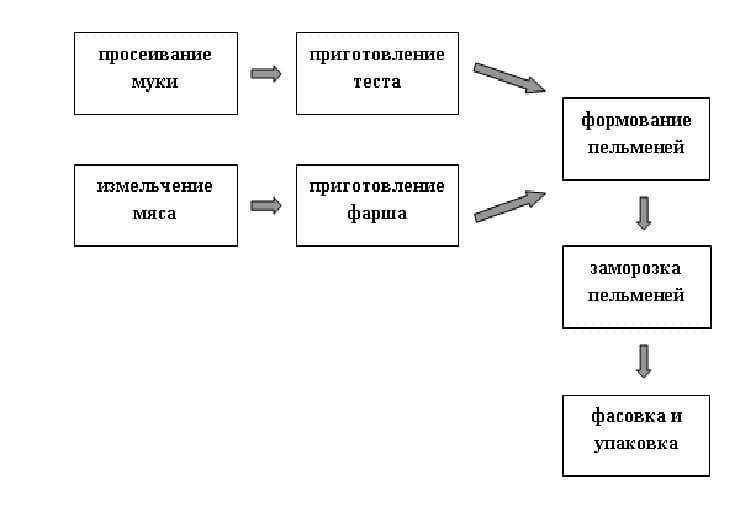 просеивание
муки
приготовление
теста
формование
пельменей
измельчение
мяса
приготовление
фарша
заморозка
пельменей
фасовка и
упаковка